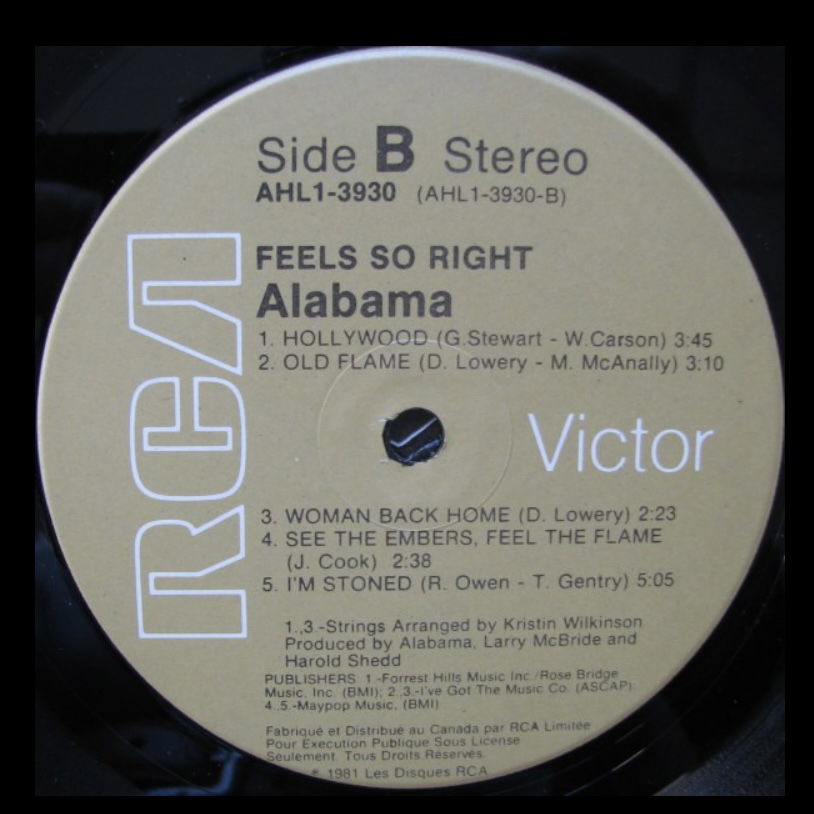 Side B Stereo
AHL1-3930 (AHL1-3930-B)
FEELS SO RIGHT
Alabama
1. HOLLYWOOD (G.Stewart - W.Carson) 3:45
2. OLD FLAME (D. Lowery - M. McAnally) 3:10
RCA
Victor
3. WOMAN BACK HOME (D. Lowery) 2:23
4. SEE THE EMBERS, FEEL THE FLAME
(J. Cook) 2:38
5. I'M STONED (R. Owen - T. Gentry) 5:05
1.,3.-Strings Arranged by Kristin Wilkinson
Produced by Alabama, Larry McBride and
Harold Shedd
PUBLISHERS: 1.-Forrest Hills Music Inc./Rose Bridge
Music, Inc. (BMI); 2.,3.-I've Got The Music Co. (ASCAP);
4.,5.-Maypop Music, (BMI)
Fabriqué et Distribué au Canada par RCA Limitée
Pour Execution Publique Sous License
Seulement. Tous Droits Réservés.
℗ 1981 Les Disques RCA